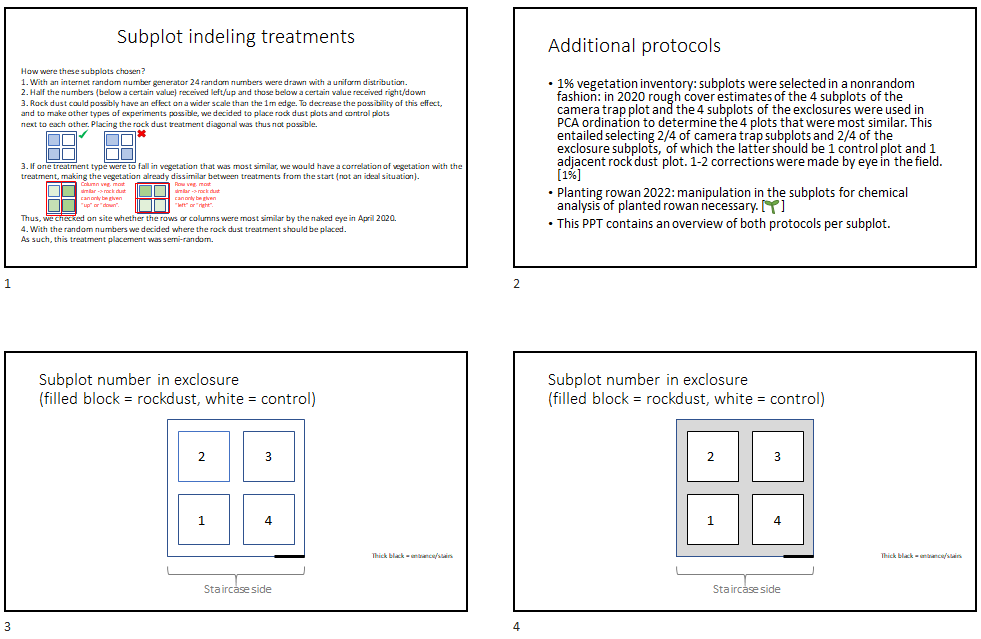 Subplot indeling treatments
How were these subplots chosen?
1. With an internet random number generator 24 random numbers were drawn with a uniform distribution.
2. Half the numbers (below a certain value) received left/up and those below a certain value received right/down
3. Rock dust could possibly have an effect on a wider scale than the 1m edge. To decrease the possibility of this effect,
and to make other types of experiments possible, we decided to place rock dust plots and control plots
next to each other. Placing the rock dust treatment diagonal was thus not possible.
3. If one treatment type were to fall in vegetation that was most similar, we would have a correlation of vegetation with the
treatment, making the vegetation already dissimilar between treatments from the start (not an ideal situation).
Column veg. most
similar -> rock dust
can only be given
"up" or "down".
Row veg. most
similar -> rock dust
can only be given
"left" or "right".
Thus, we checked on site whether the rows or columns were most similar by the naked eye in April 2020.
4. With the random numbers we decided where the rock dust treatment should be placed.
As such, this treatment placement was semi-random.
1
Additional protocols
• 1% vegetation inventory: subplots were selected in a nonrandom
fashion: in 2020 rough cover estimates of the 4 subplots of the
camera trap plot and the 4 subplots of the exclosures were used in
PCA ordination to determine the 4 plots that were most similar. This
entailed selecting 2/4 of camera trap subplots and 2/4 of the
exclosure subplots, of which the latter should be 1 control plot and 1
adjacent rock dust plot. 1-2 corrections were made by eye in the field.
[1%]
• Planting rowan 2022: manipulation in the subplots for chemical
analysis of planted rowan necessary. [ ]
• This PPT contains an overview of both protocols per subplot.
2
Subplot number in exclosure
(filled block = rockdust, white = control)
2 3
1 4
Thick black = entrance/stairs
Staircase side
3
Subplot number in exclosure
(filled block = rockdust, white = control)
2 3
1 4
Thick black = entrance/stairs
Staircase side
4